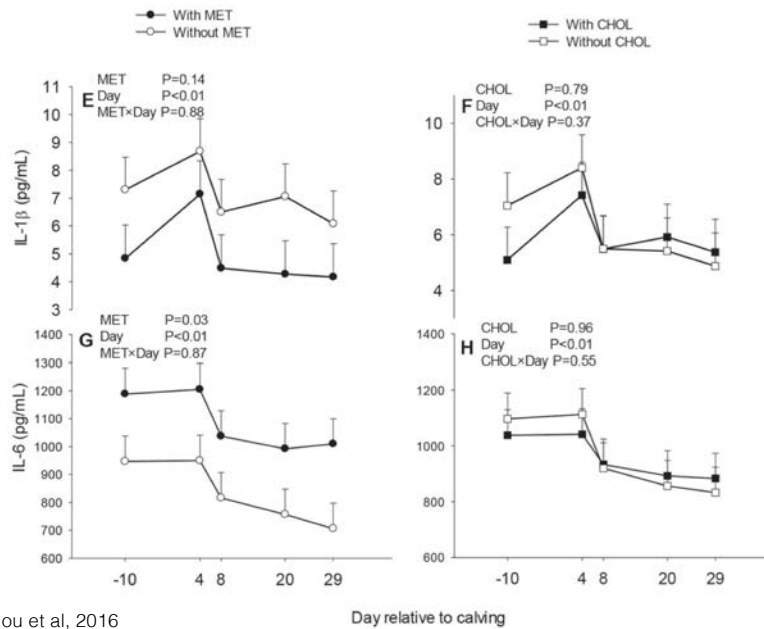 With MET
Without MET
With CHOL
Without CHOL
E
MET P=0.14
Day P<0.01
MET×Day P=0.88
IL-1β (pg/mL)
11
10
9
8
7
6
5
4
3
F
CHOL P=0.79
Day P<0.01
CHOL×Day P=0.37
10
8
6
4
G
MET P=0.03
Day P<0.01
MET×Day P=0.87
IL-6 (pg/mL)
1400
1300
1200
1100
1000
900
800
700
600
-10 4 8 20 29
H
CHOL P=0.96
Day P<0.01
CHOL×Day P=0.55
1400
1200
1000
800
600
-10 4 8 20 29
ou et al, 2016
Day relative to calving